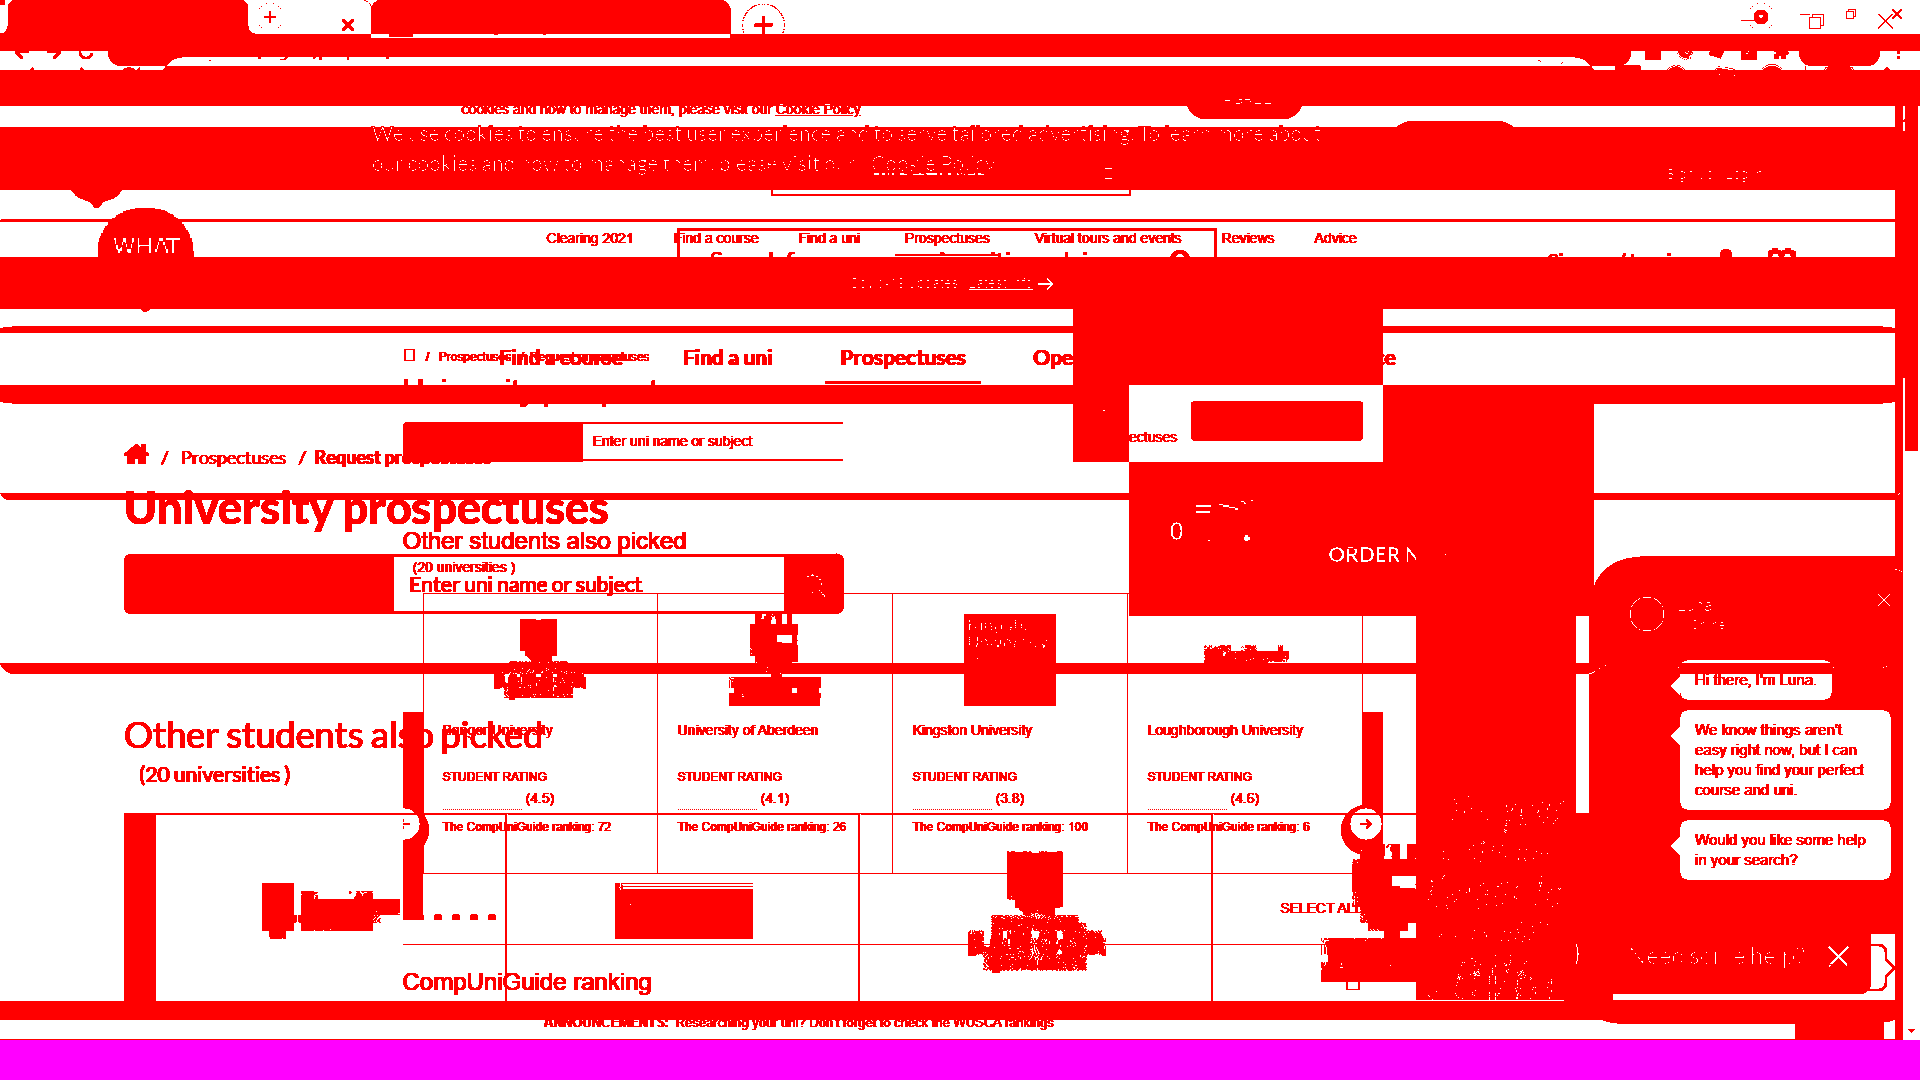 cookies and how to manage them, please visit our Cookie Policy
We use cookies to ensure the best user experience and to serve tailored advertising. To learn more about
our cookies and how to manage them please visit our Cookie Policy
WHAT
Clearing 2021 Find a course Find a uni Prospectuses Virtual tours and events Reviews Advice
Latest info
/ Prospectuses / Request prospectuses
Find a course Find a uni Prospectuses
Enter uni name or subject
ectuses
/ Prospectuses / Request prospectuses
University prospectuses
0
ORDER N
Other students also picked
(20 universities )
Enter uni name or subject
Kingston
University
Luna
Hi there, I'm Luna.
We know things aren't
easy right now, but I can
help you find your perfect
course and uni.
Would you like some help
in your search?
Need some help?
Other students also picked
(20 universities )
Bangor University University of Aberdeen Kingston University Loughborough University
STUDENT RATING STUDENT RATING STUDENT RATING STUDENT RATING
(4.5) (4.1) (3.8) (4.6)
The CompUniGuide ranking: 72 The CompUniGuide ranking: 26 The CompUniGuide ranking: 100 The CompUniGuide ranking: 6
SELECT ALL
CompUniGuide ranking
ANNOUNCEMENTS: Researching your uni? Don't forget to check the WUSCA rankings